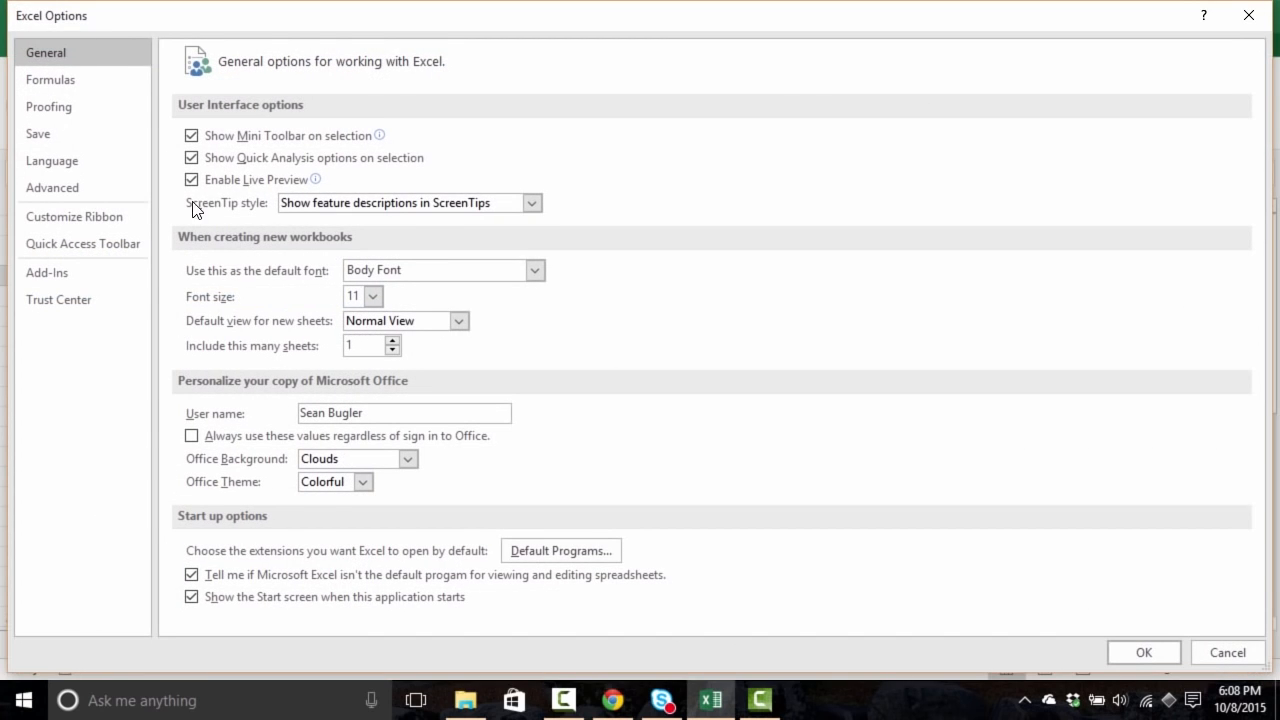 Excel Options
?
General
Formulas
Proofing
Save
Language
Advanced
Customize Ribbon
Quick Access Toolbar
Add-Ins
Trust Center
General options for working with Excel.
User Interface options
Show Mini Toolbar on selection
Show Quick Analysis options on selection
Enable Live Preview
ScreenTip style: Show feature descriptions in ScreenTips
When creating new workbooks
Use this as the default font: Body Font
Font size: 11
Default view for new sheets: Normal View
Include this many sheets: 1
Personalize your copy of Microsoft Office
User name: Sean Bugler
Always use these values regardless of sign in to Office.
Office Background: Clouds
Office Theme: Colorful
Start up options
Choose the extensions you want Excel to open by default: Default Programs...
Tell me if Microsoft Excel isn't the default progam for viewing and editing spreadsheets.
Show the Start screen when this application starts
OK Cancel
Ask me anything
6:08 PM
10/8/2015